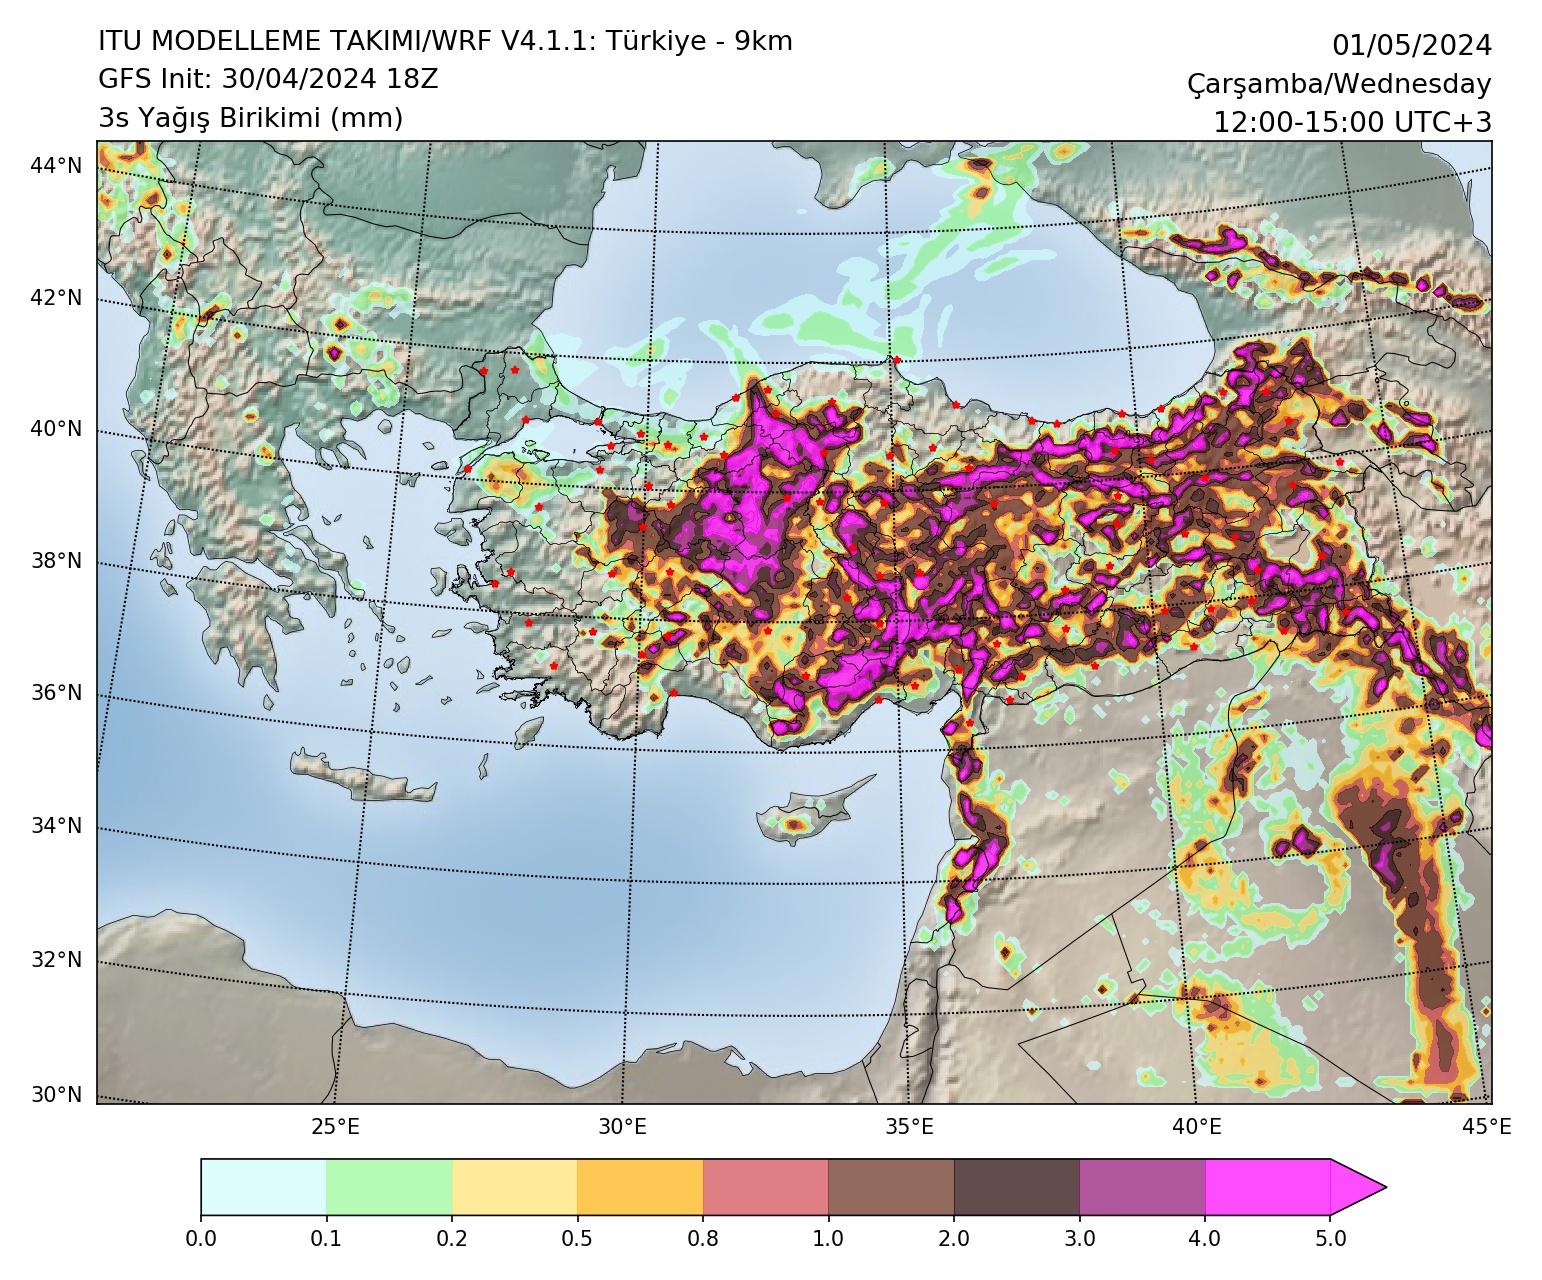 ITU MODELLEME TAKIMI/WRF V4.1.1: Türkiye - 9km
GFS Init: 30/04/2024 18Z
3s Yağış Birikimi (mm)
01/05/2024
Çarşamba/Wednesday
12:00-15:00 UTC+3
44°N
42°N
40°N
38°N
36°N
34°N
32°N
30°N
25°E 30°E 35°E 40°E 45°E
0.0 0.1 0.2 0.5 0.8 1.0 2.0 3.0 4.0 5.0